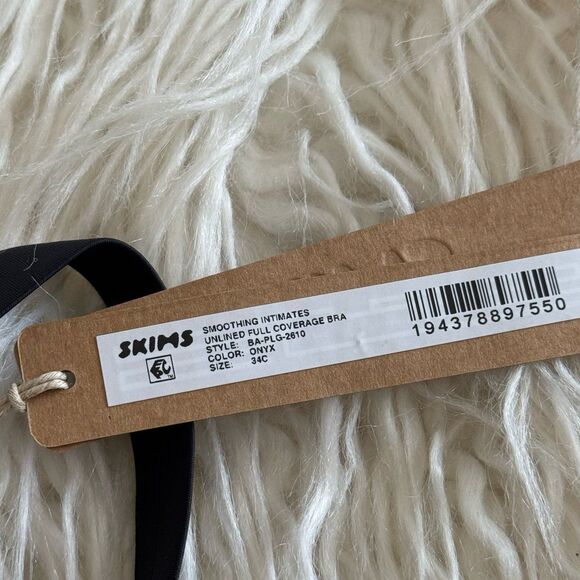 SKIMS
SMOOTHING INTIMATES
UNLINED FULL COVERAGE BRA
STYLE: BA-PLG-2610
COLOR: ONYX
SIZE: 34C
194378897550